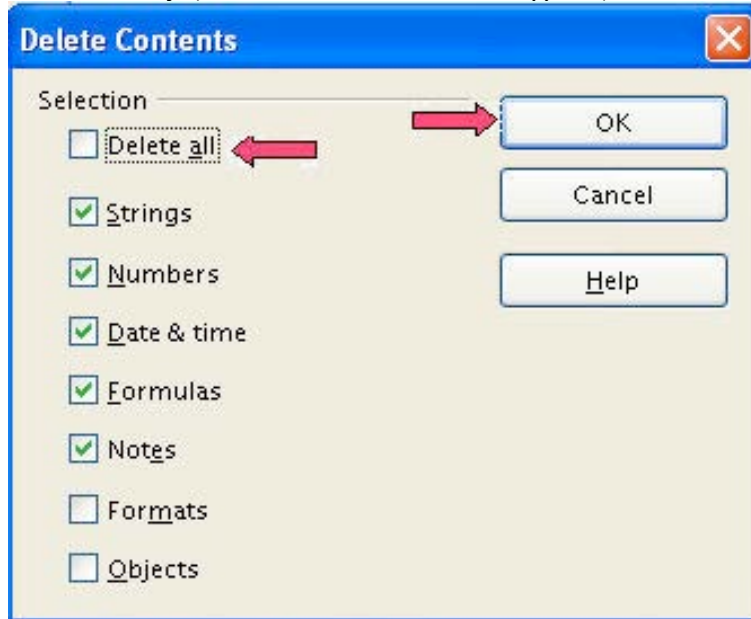 Delete Contents
Selection
Delete all
OK
Strings
Cancel
Numbers
Help
Date & time
Formulas
Notes
Formats
Objects